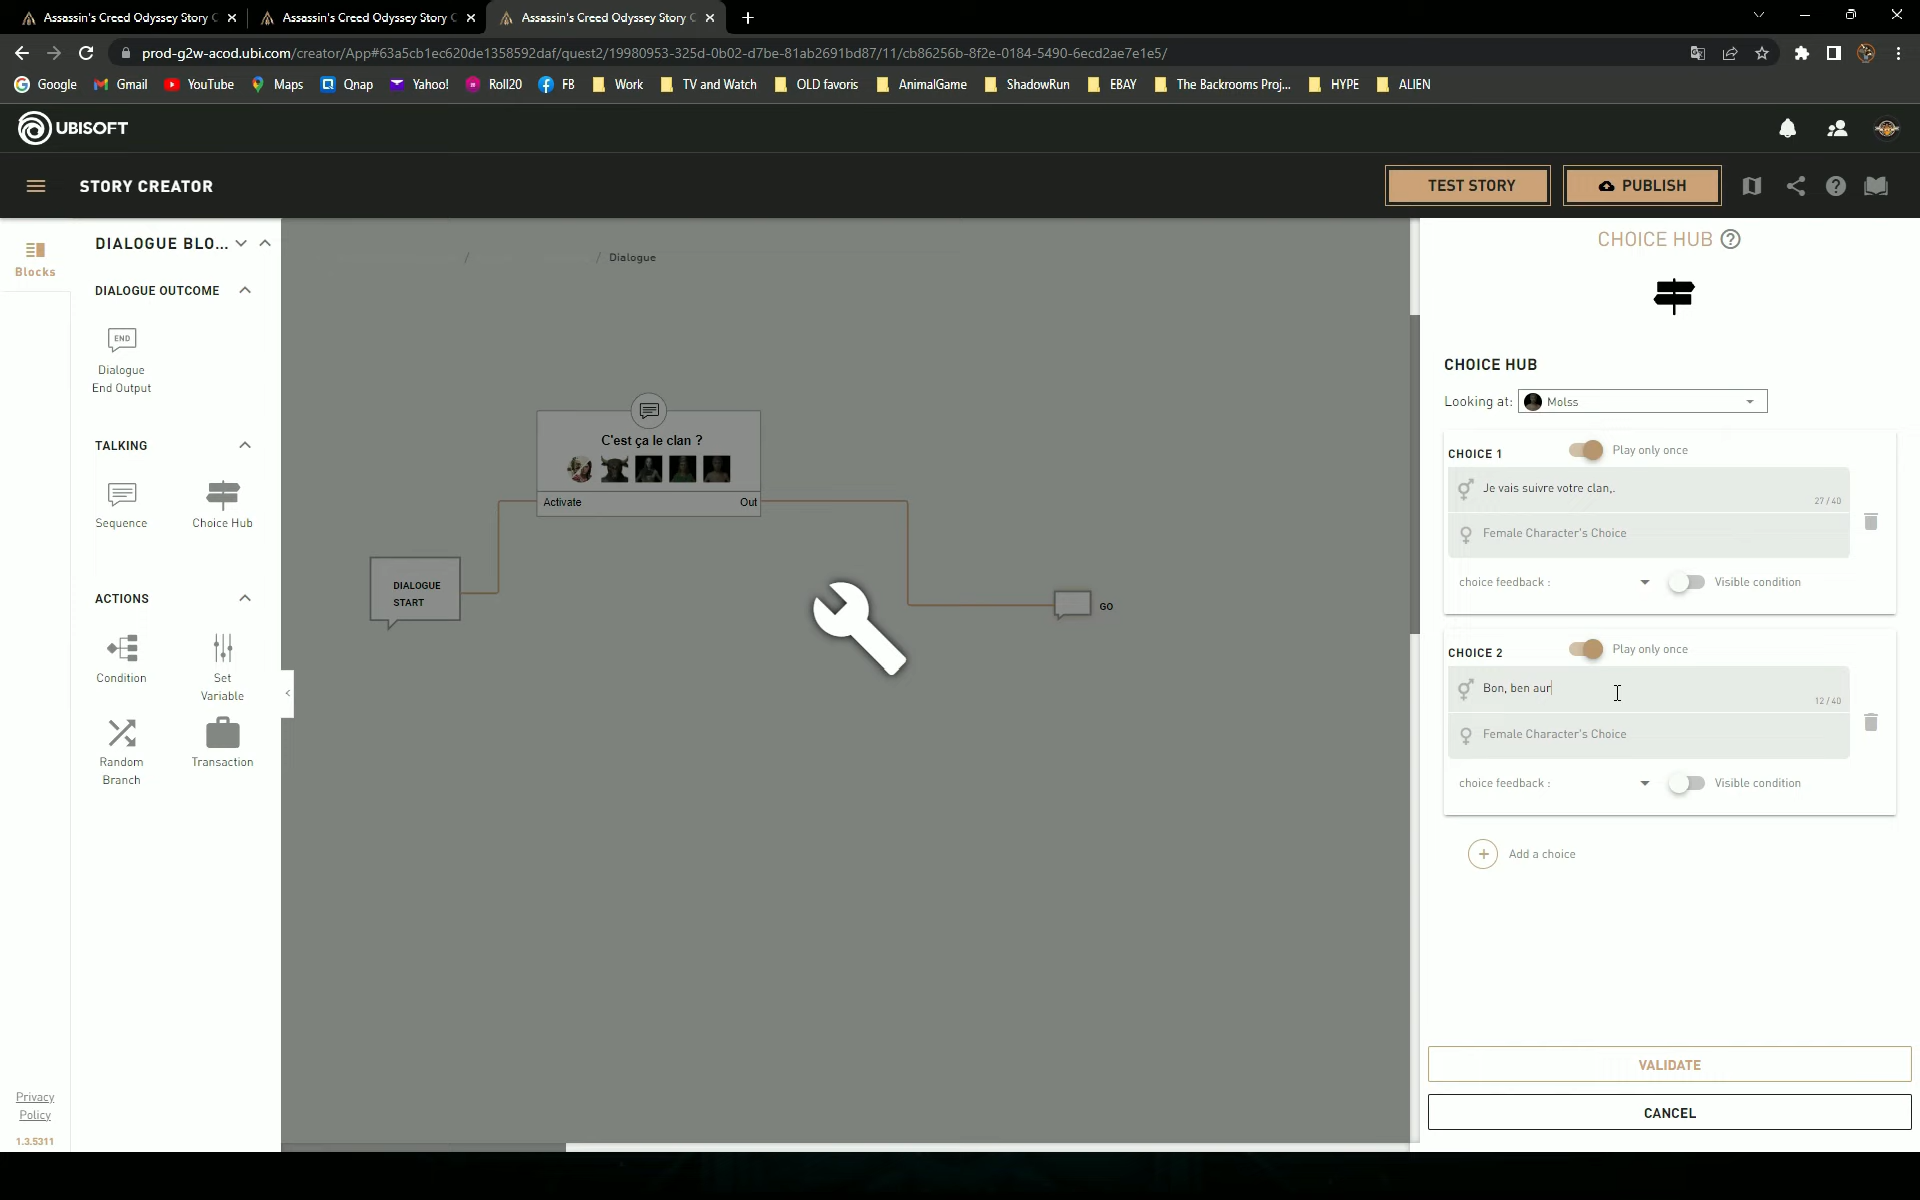 Assassin's Creed Odyssey Story C
Assassin's Creed Odyssey Story C
Assassin's Creed Odyssey Story C
prod-g2w-acod.ubi.com/creator/App#63a5cb1ec620de1358592daf/quest2/19980953-325d-0b02-d7be-81ab2691bd87/11/cb86256b-8f2e-0184-5490-6ecd2ae7e1e5/
Google
Gmail
YouTube
Maps
Qnap
Yahoo!
Roll20
FB
Work
TV and Watch
OLD favoris
AnimalGame
ShadowRun
EBAY
The Backrooms Proj...
HYPE
ALIEN
UBISOFT
STORY CREATOR
TEST STORY
PUBLISH
Blocks
DIALOGUE BLO...
DIALOGUE OUTCOME
END
Dialogue
End Output
TALKING
Sequence
Choice Hub
ACTIONS
Condition
Set
Variable
Random
Branch
Transaction
Privacy
Policy
1.3.5311
/ / Dialogue
C'est ça le clan ?
Activate
Out
DIALOGUE
START
GO
CHOICE HUB
CHOICE HUB
Looking at: Molss
CHOICE 1
Play only once
Je vais suivre votre clan,.
27/40
Female Character's Choice
choice feedback :
Visible condition
CHOICE 2
Play only once
Bon, ben aur
12/40
Female Character's Choice
choice feedback :
Visible condition
Add a choice
VALIDATE
CANCEL